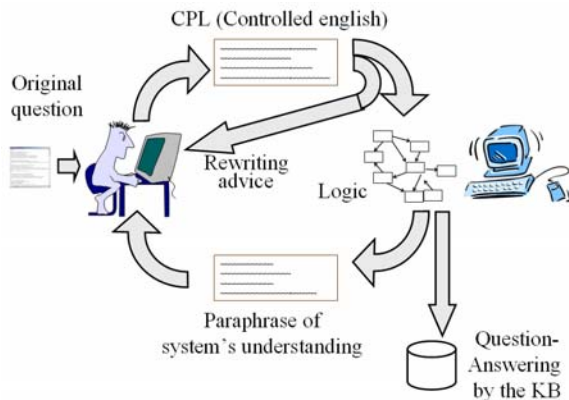 CPL (Controlled english)
Original
question
Rewriting
advice
Logic
Paraphrase of
system´s understanding
Question-
Answering
by the KB